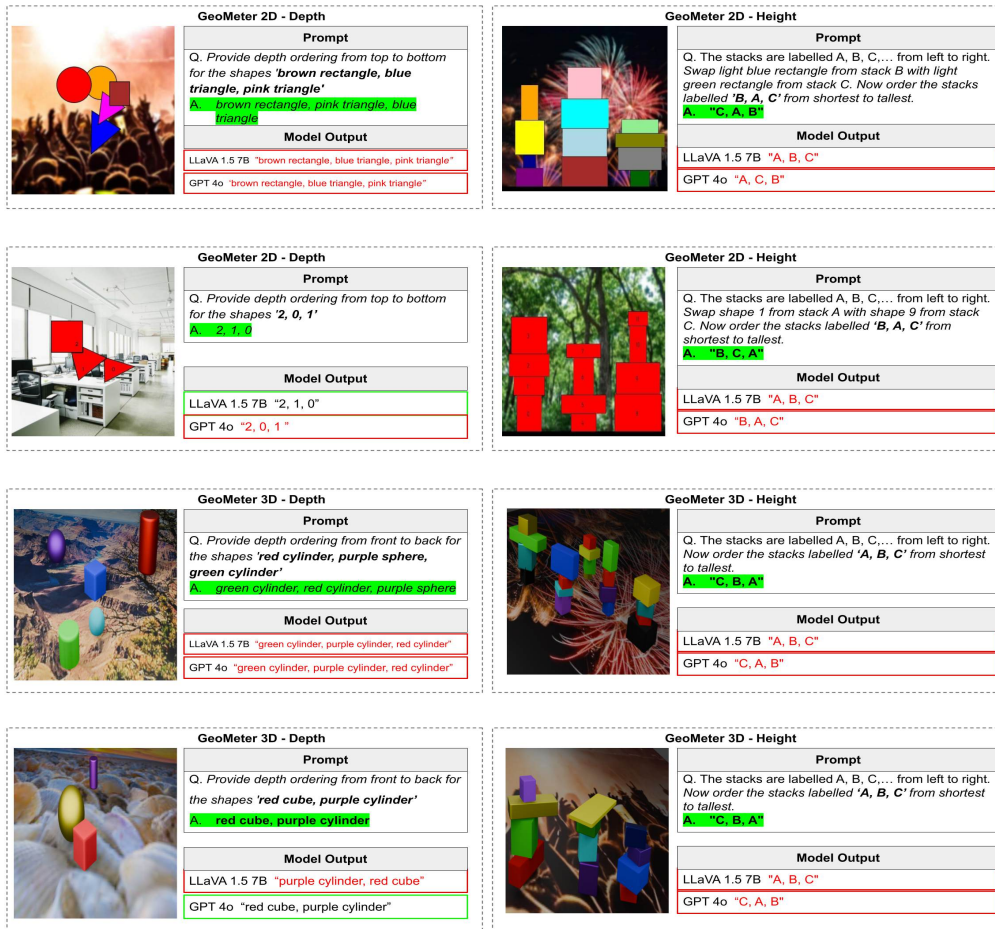 GeoMeter 2D - Depth
Prompt
Q. Provide depth ordering from top to bottom
for the shapes 'brown rectangle, blue
triangle, pink triangle'
A. brown rectangle, pink triangle, blue
triangle
Model Output
LLaVA 1.5 7B "brown rectangle, blue triangle, pink triangle"
GPT 4o "brown rectangle, blue triangle, pink triangle"
GeoMeter 2D - Height
Prompt
Q. The stacks are labelled A, B, C,... from left to right.
Swap light blue rectangle from stack B with light
green rectangle from stack C. Now order the stacks
labelled 'B, A, C' from shortest to tallest.
A. "C, A, B"
Model Output
LLaVA 1.5 7B "A, B, C"
GPT 4o "A, C, B"
GeoMeter 2D - Depth
Prompt
Q. Provide depth ordering from top to bottom
for the shapes '2, 0, 1'
A. 2, 1, 0
Model Output
LLaVA 1.5 7B "2, 1, 0"
GPT 4o "2, 0, 1 "
GeoMeter 2D - Height
Prompt
Q. The stacks are labelled A, B, C,... from left to right.
Swap shape 1 from stack A with shape 9 from stack
C. Now order the stacks labelled 'B, A, C' from
shortest to tallest.
A. "B, C, A"
Model Output
LLaVA 1.5 7B "A, B, C"
GPT 4o "B, A, C"
GeoMeter 3D - Depth
Prompt
Q. Provide depth ordering from front to back for
the shapes 'red cylinder, purple sphere,
green cylinder'
A. green cylinder, red cylinder, purple sphere
Model Output
LLaVA 1.5 7B "green cylinder, purple cylinder, red cylinder"
GPT 4o "green cylinder, purple cylinder, red cylinder"
GeoMeter 3D - Height
Prompt
Q. The stacks are labelled A, B, C,... from left to right.
Now order the stacks labelled 'A, B, C' from shortest
to tallest.
A. "C, B, A"
Model Output
LLaVA 1.5 7B "A, B, C"
GPT 4o "C, A, B"
GeoMeter 3D - Depth
Prompt
Q. Provide depth ordering from front to back for
the shapes 'red cube, purple cylinder'
A. red cube, purple cylinder
Model Output
LLaVA 1.5 7B "purple cylinder, red cube"
GPT 4o "red cube, purple cylinder"
GeoMeter 3D - Height
Prompt
Q. The stacks are labelled A, B, C,... from left to right.
Now order the stacks labelled 'A, B, C' from shortest
to tallest.
A. "C, B, A"
Model Output
LLaVA 1.5 7B "A, B, C"
GPT 4o "C, A, B"